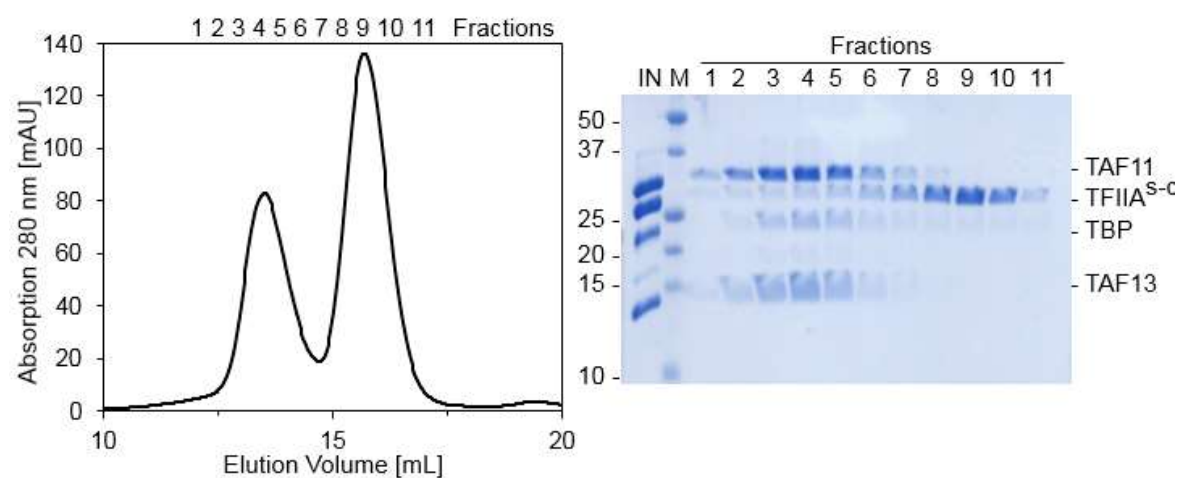 1 2 3 4 5 6 7 8 9 10 11 Fractions
140
120
100
80
60
40
20
0
Absorption 280 nm [mAU]
10 15 20
Elution Volume [mL]
Fractions
IN M 1 2 3 4 5 6 7 8 9 10 11
50 -
37 -
25 -
20 -
15 -
10 -
- TAF11
- TFIIA
- TBP
- TAF13